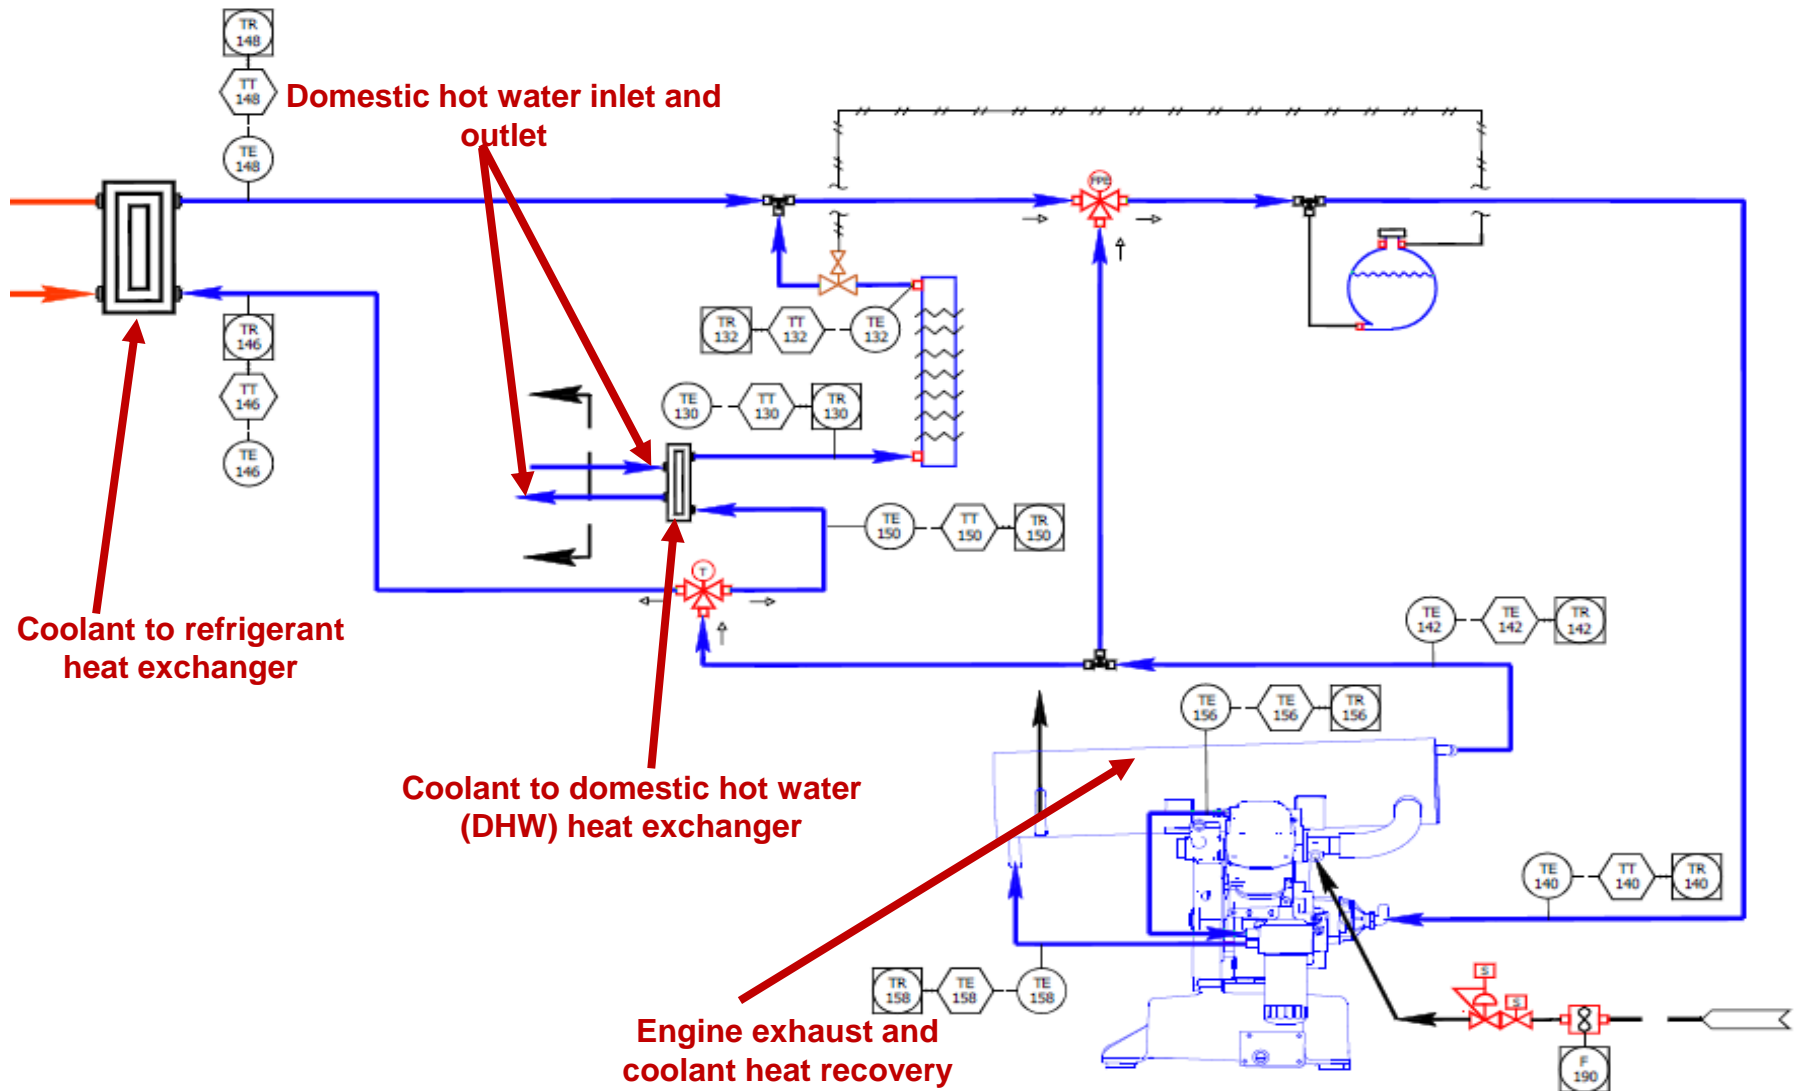 TR
148
TT
148
TE
148
Domestic hot water inlet and
outlet
FPE
TR
132
TT
132
TE
132
TR
146
TT
146
TE
146
TE
130
TT
130
TR
130
TE
150
TT
150
TR
150
T
Coolant to refrigerant
heat exchanger
TE
142
TE
142
TR
142
TE
156
TE
156
TR
156
Coolant to domestic hot water
(DHW) heat exchanger
TE
140
TT
140
TR
140
TR
158
TE
158
TE
158
S
S
Engine exhaust and
coolant heat recovery
F
190